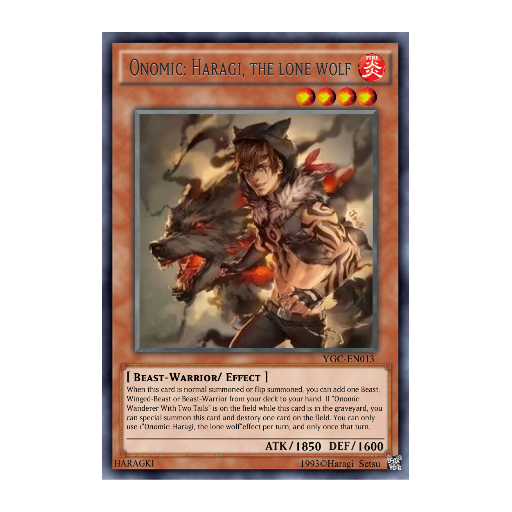 Onomic: Haragi, the lone wolf
FIRE
炎
YGC-EN013
[ Beast-Warrior/ Effect ]
When this card is normal summoned or flip summoned, you can add one Beast,
Winged-Beast or Beast-Warrior from your deck to your hand. If "Onomic:
Wanderer With Two Tails" is on the field while this card is in the graveyard, you
can special summon this card and destroy one card on the field. You can only
use 1"Onomic: Haragi, the lone wolf"effect per turn, and only once that turn.
ATK/1850 DEF/1600
HARAGKI
1993©Haragi Setsu